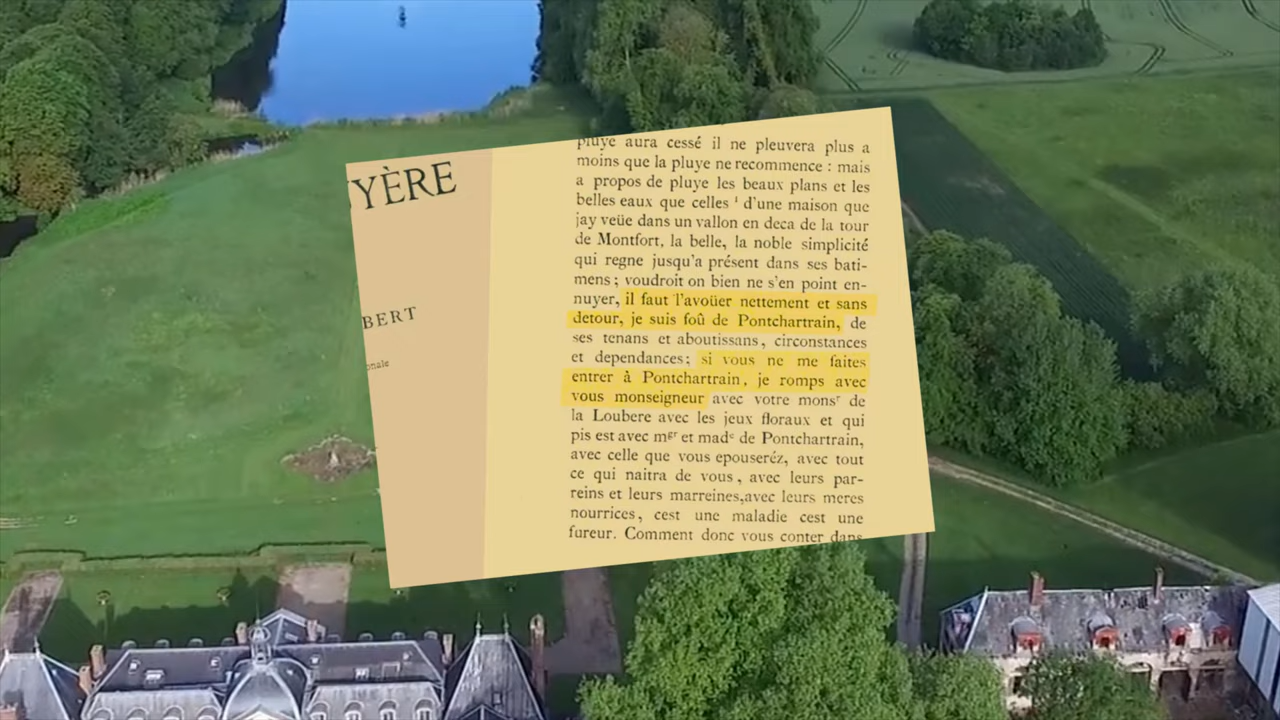 YÈRE
BERT
onale
pluye aura cessé il ne pleuvera plus a
moins que la pluye ne recommence : mais
a propos de pluye les beaux plans et les
belles eaux que celles ¹ d'une maison que
jay veüe dans un vallon en deca de la tour
de Montfort, la belle, la noble simplicité
qui regne jusqu'a présent dans ses bati-
mens ; voudroit on bien ne s'en point en-
nuyer, il faut l'avoüer nettement et sans
detour, je suis foû de Pontchartrain, de
ses tenans et aboutissans, circonstances
et dependances ; si vous ne me faites
entrer à Pontchartrain, je romps avec
vous monseigneur avec votre monsʳ de
la Loubere avec les jeux floraux et qui
pis est avec mᵍʳ et madᵉ de Pontchartrain,
avec celle que vous epouseréz, avec tout
ce qui naitra de vous, avec leurs par-
reins et leurs marreines,avec leurs meres
nourrices, cest une maladie cest une
fureur. Comment donc vous conter dans